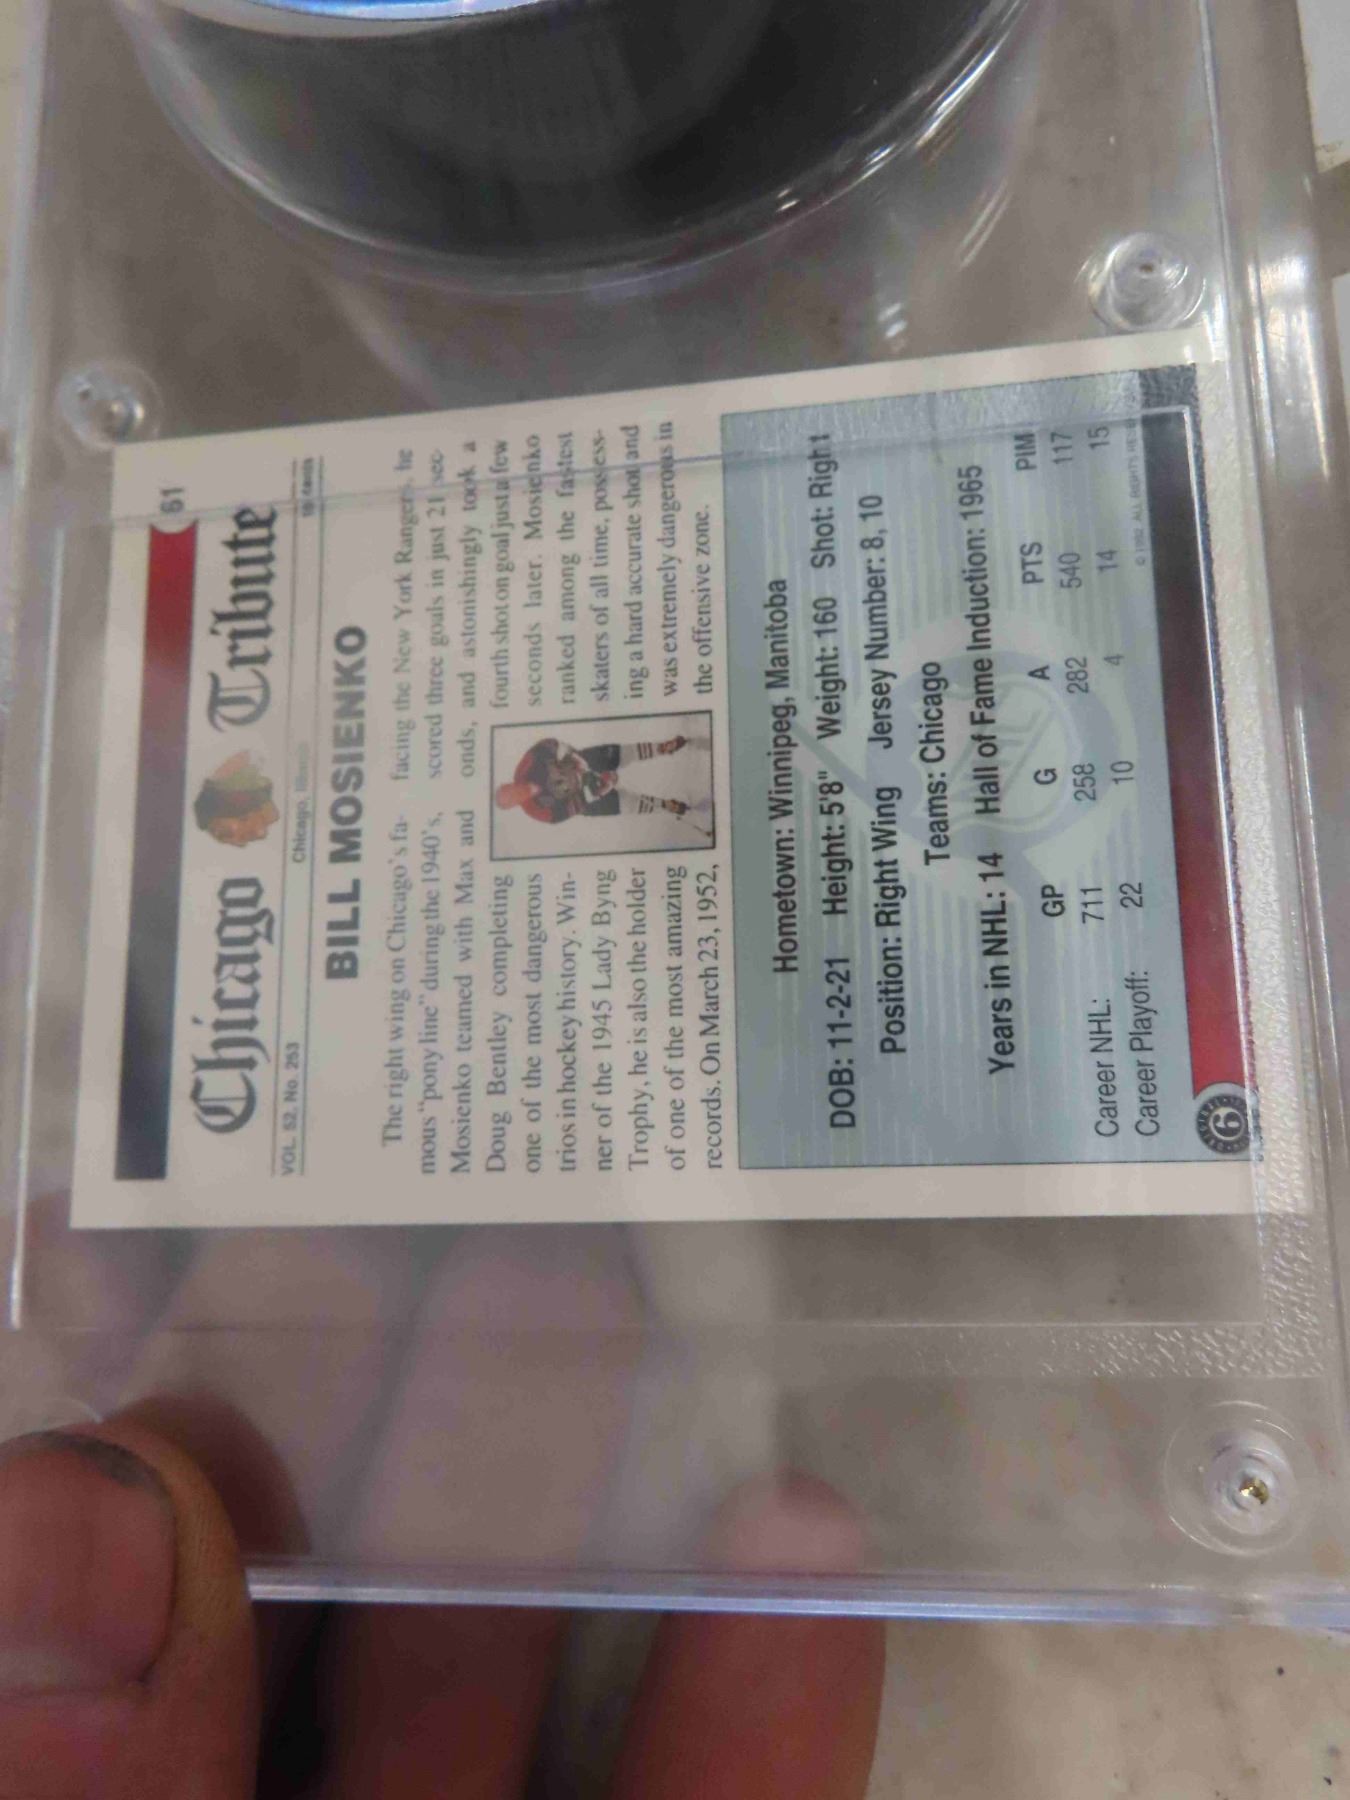 61
Chicago Tribute
VOL. 52, No. 253 Chicago, Illinois 10 cents
BILL MOSIENKO
The right wing on Chicago's fa-
mous "pony line" during the 1940's,
Mosienko teamed with Max and
Doug Bentley completing
one of the most dangerous
trios in hockey history. Win-
ner of the 1945 Lady Byng
Trophy, he is also the holder
of one of the most amazing
records. On March 23, 1952,
facing the New York Rangers, he
scored three goals in just 21 sec-
onds, and astonishingly took a
fourth shot on goal just a few
seconds later. Mosienko
ranked among the fastest
skaters of all time, possess-
ing a hard accurate shot and
was extremely dangerous in
the offensive zone.
Hometown: Winnipeg, Manitoba
DOB: 11-2-21 Height: 5'8" Weight: 160 Shot: Right
Position: Right Wing Jersey Number: 8, 10
Teams: Chicago
Years in NHL: 14 Hall of Fame Induction: 1965
GP G A PTS PIM
Career NHL: 711 258 282 540 117
Career Playoff: 22 10 4 14 15
6
© 1992 ALL RIGHTS